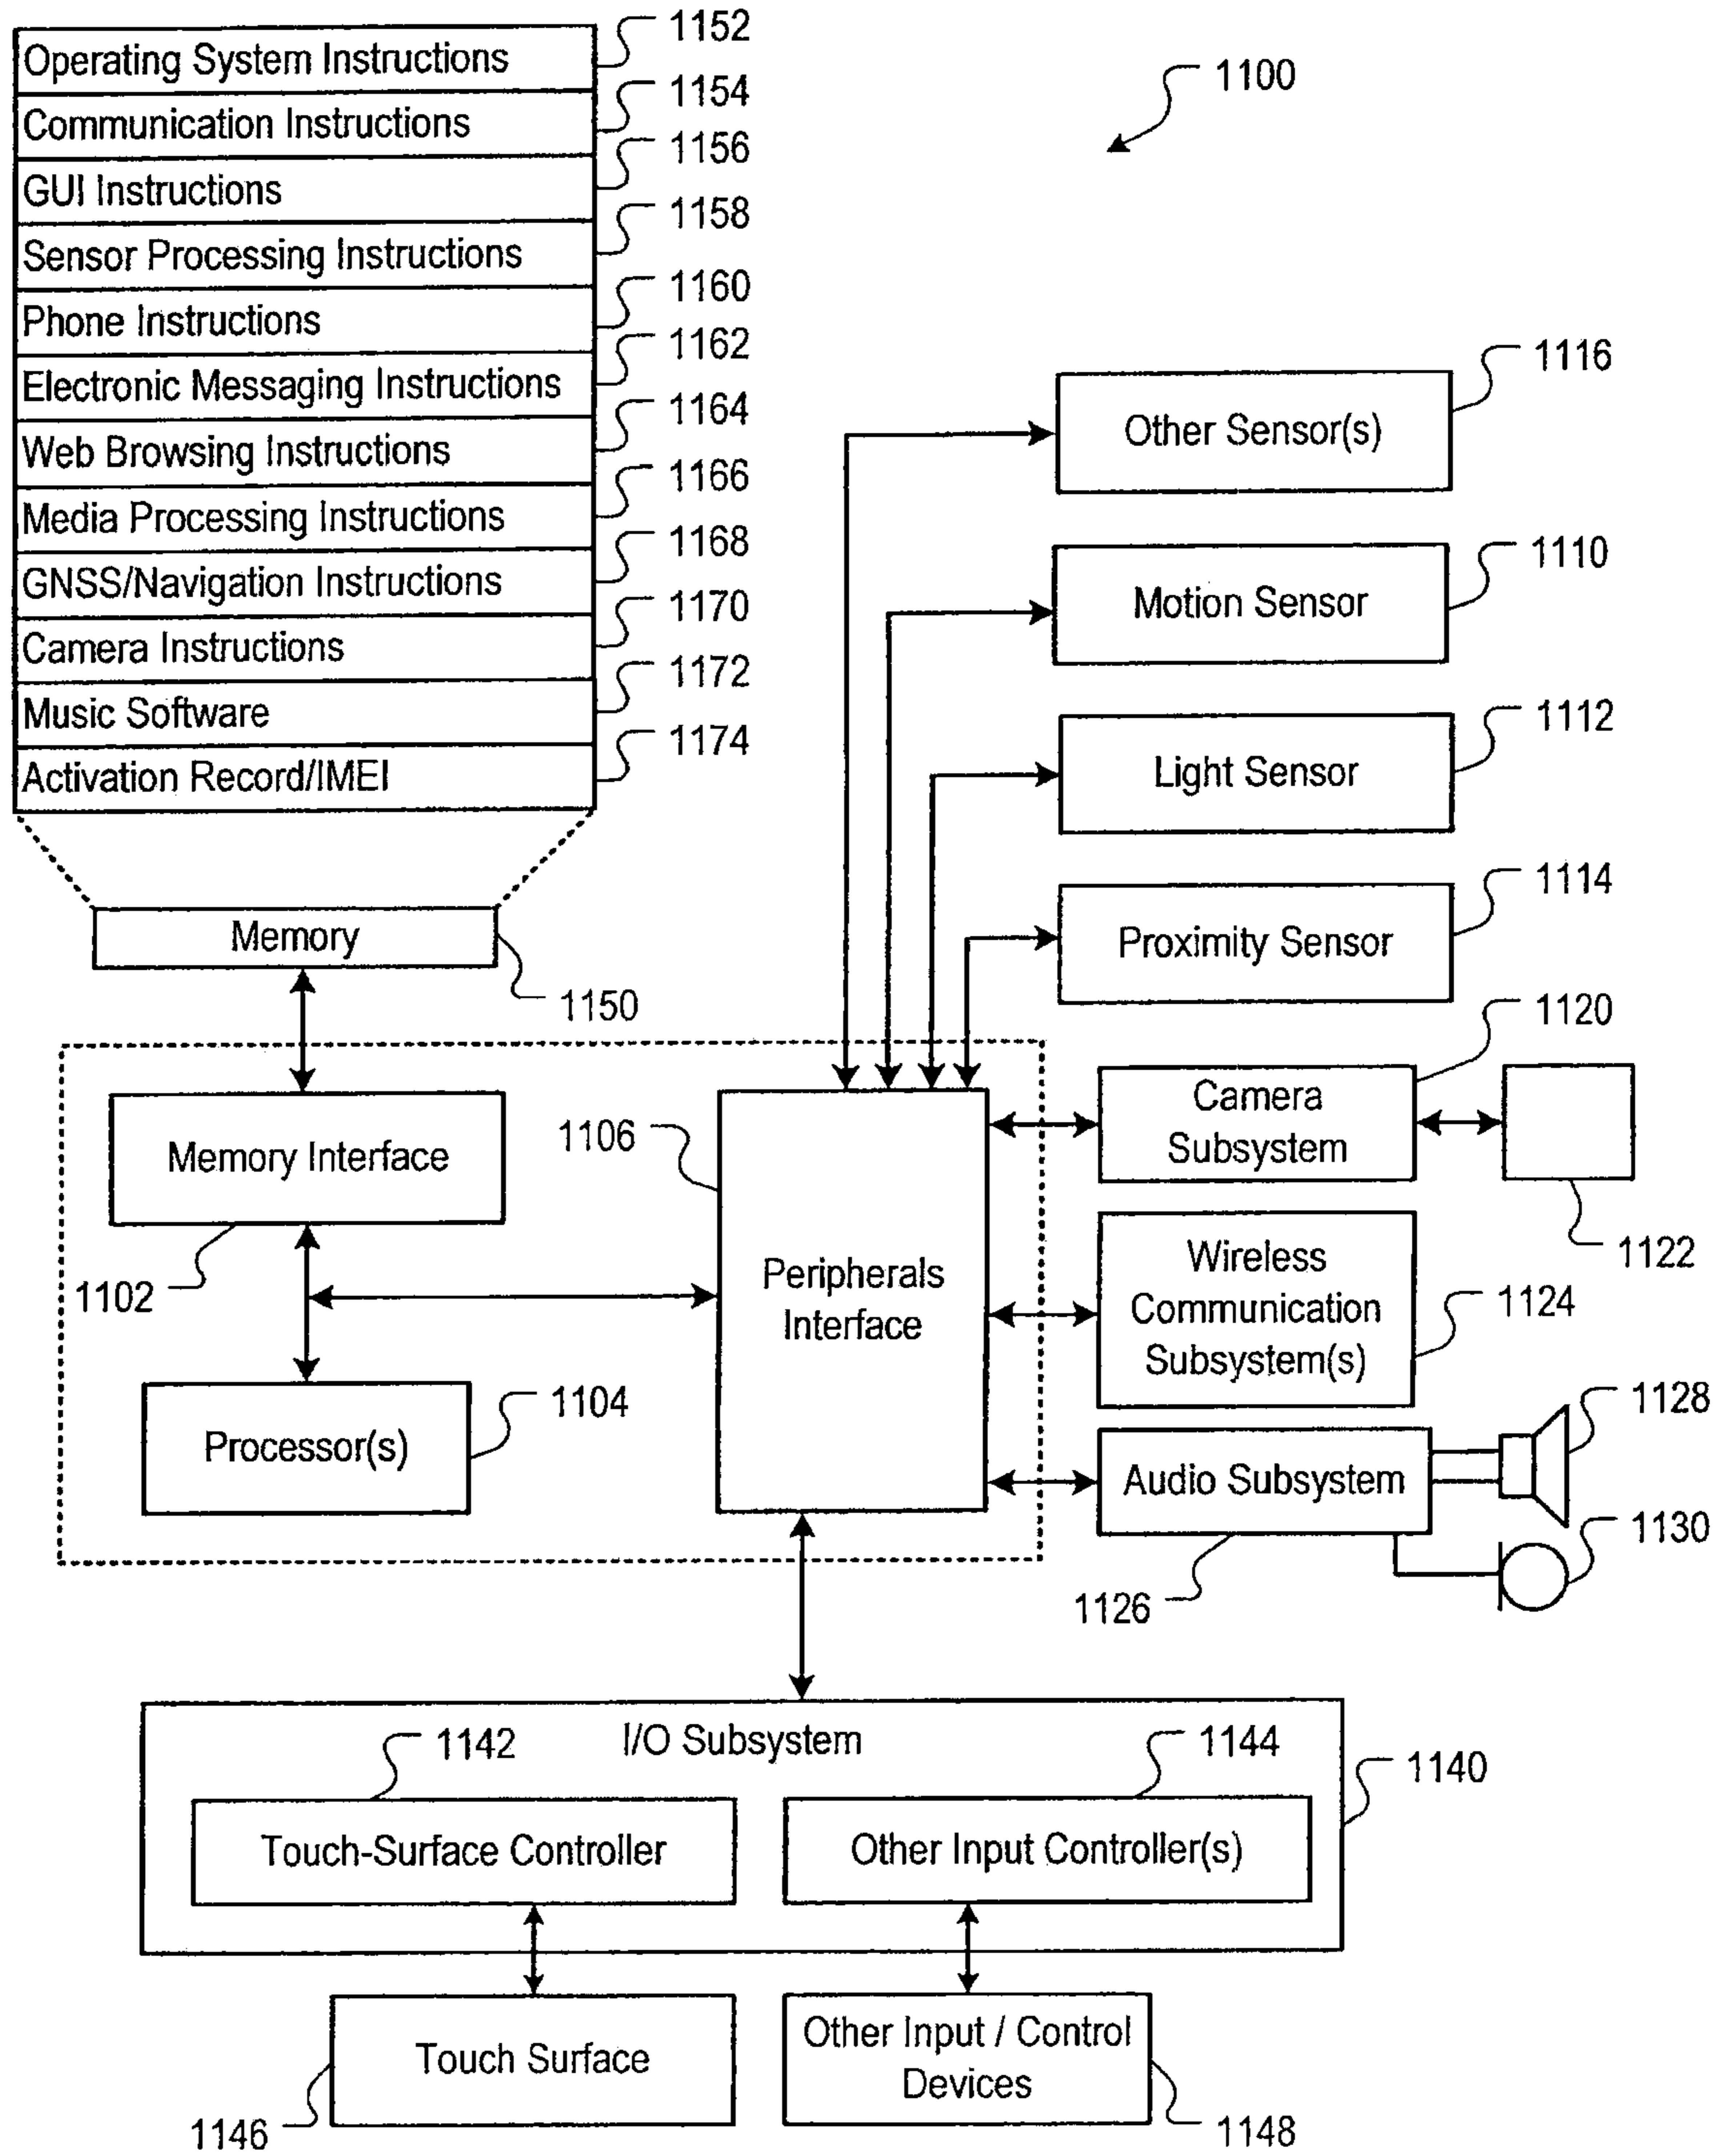 Operating System Instructions
1152
Communication Instructions
1154
GUI Instructions
1156
Sensor Processing Instructions
1158
Phone Instructions
1160
Electronic Messaging Instructions
1162
Web Browsing Instructions
1164
Media Processing Instructions
1166
GNSS/Navigation Instructions
1168
Camera Instructions
1170
Music Software
1172
Activation Record/IMEI
1174
1100
Memory
1150
Other Sensor(s)
1116
Motion Sensor
1110
Light Sensor
1112
Proximity Sensor
1114
Memory Interface
1102
Processor(s)
1104
1106
Peripherals
Interface
Camera
Subsystem
1120
1122
Wireless
Communication
Subsystem(s)
1124
Audio Subsystem
1126
1128
1130
I/O Subsystem
1140
1142
Touch-Surface Controller
1144
Other Input Controller(s)
Touch Surface
1146
Other Input / Control
Devices
1148